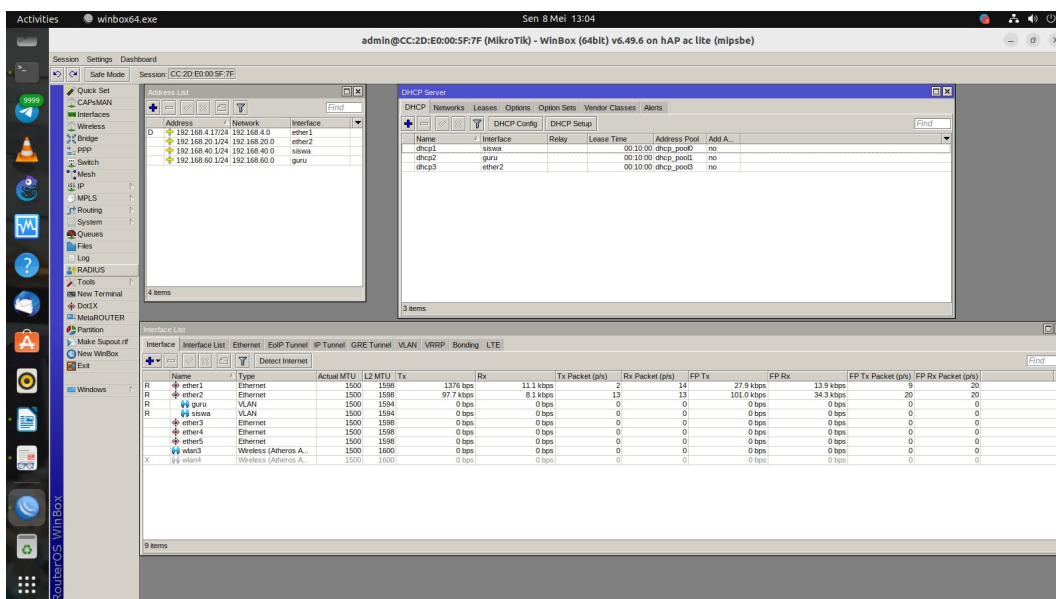 Activities winbox64.exe Sen 8 Mei 13:04
admin@CC:2D:E0:00:5F:7F (MikroTik) - WinBox (64bit) v6.49.6 on hAP ac lite (mipsbe)
Session Settings Dashboard
Safe Mode Session: CC:2D:E0:00:5F:7F
9999
Quick Set
CAPsMAN
Interfaces
Wireless
Bridge
PPP
Switch
Mesh
IP
MPLS
Routing
System
Queues
Files
Log
RADIUS
Tools
New Terminal
Dot1X
MetaROUTER
Partition
Make Supout.rif
New WinBox
Exit
Windows
RouterOS WinBox
Address List
Find
Address Network Interface
D 192.168.4.17/24 192.168.4.0 ether1
192.168.20.1/24 192.168.20.0 ether2
192.168.40.1/24 192.168.40.0 siswa
192.168.60.1/24 192.168.60.0 guru
4 items
DHCP Server
DHCP Networks Leases Options Option Sets Vendor Classes Alerts
DHCP Config DHCP Setup Find
Name Interface Relay Lease Time Address Pool Add A...
dhcp1 siswa 00:10:00 dhcp_pool0 no
dhcp2 guru 00:10:00 dhcp_pool1 no
dhcp3 ether2 00:10:00 dhcp_pool3 no
3 items
Interface List
Interface Interface List Ethernet EoIP Tunnel IP Tunnel GRE Tunnel VLAN VRRP Bonding LTE
Detect Internet Find
Name Type Actual MTU L2 MTU Tx Rx Tx Packet (p/s) Rx Packet (p/s) FP Tx FP Rx FP Tx Packet (p/s) FP Rx Packet (p/s)
R ether1 Ethernet 1500 1598 1376 bps 11.1 kbps 2 14 27.9 kbps 13.9 kbps 9 20
R ether2 Ethernet 1500 1598 97.7 kbps 8.1 kbps 13 13 101.0 kbps 34.3 kbps 20 20
R guru VLAN 1500 1594 0 bps 0 bps 0 0 0 bps 0 bps 0 0
R siswa VLAN 1500 1594 0 bps 0 bps 0 0 0 bps 0 bps 0 0
ether3 Ethernet 1500 1598 0 bps 0 bps 0 0 0 bps 0 bps 0 0
ether4 Ethernet 1500 1598 0 bps 0 bps 0 0 0 bps 0 bps 0 0
ether5 Ethernet 1500 1598 0 bps 0 bps 0 0 0 bps 0 bps 0 0
wlan3 Wireless (Atheros A... 1500 1600 0 bps 0 bps 0 0 0 bps 0 bps 0 0
X wlan4 Wireless (Atheros A... 1500 1600 0 bps 0 bps 0 0 0 bps 0 bps 0 0
9 items